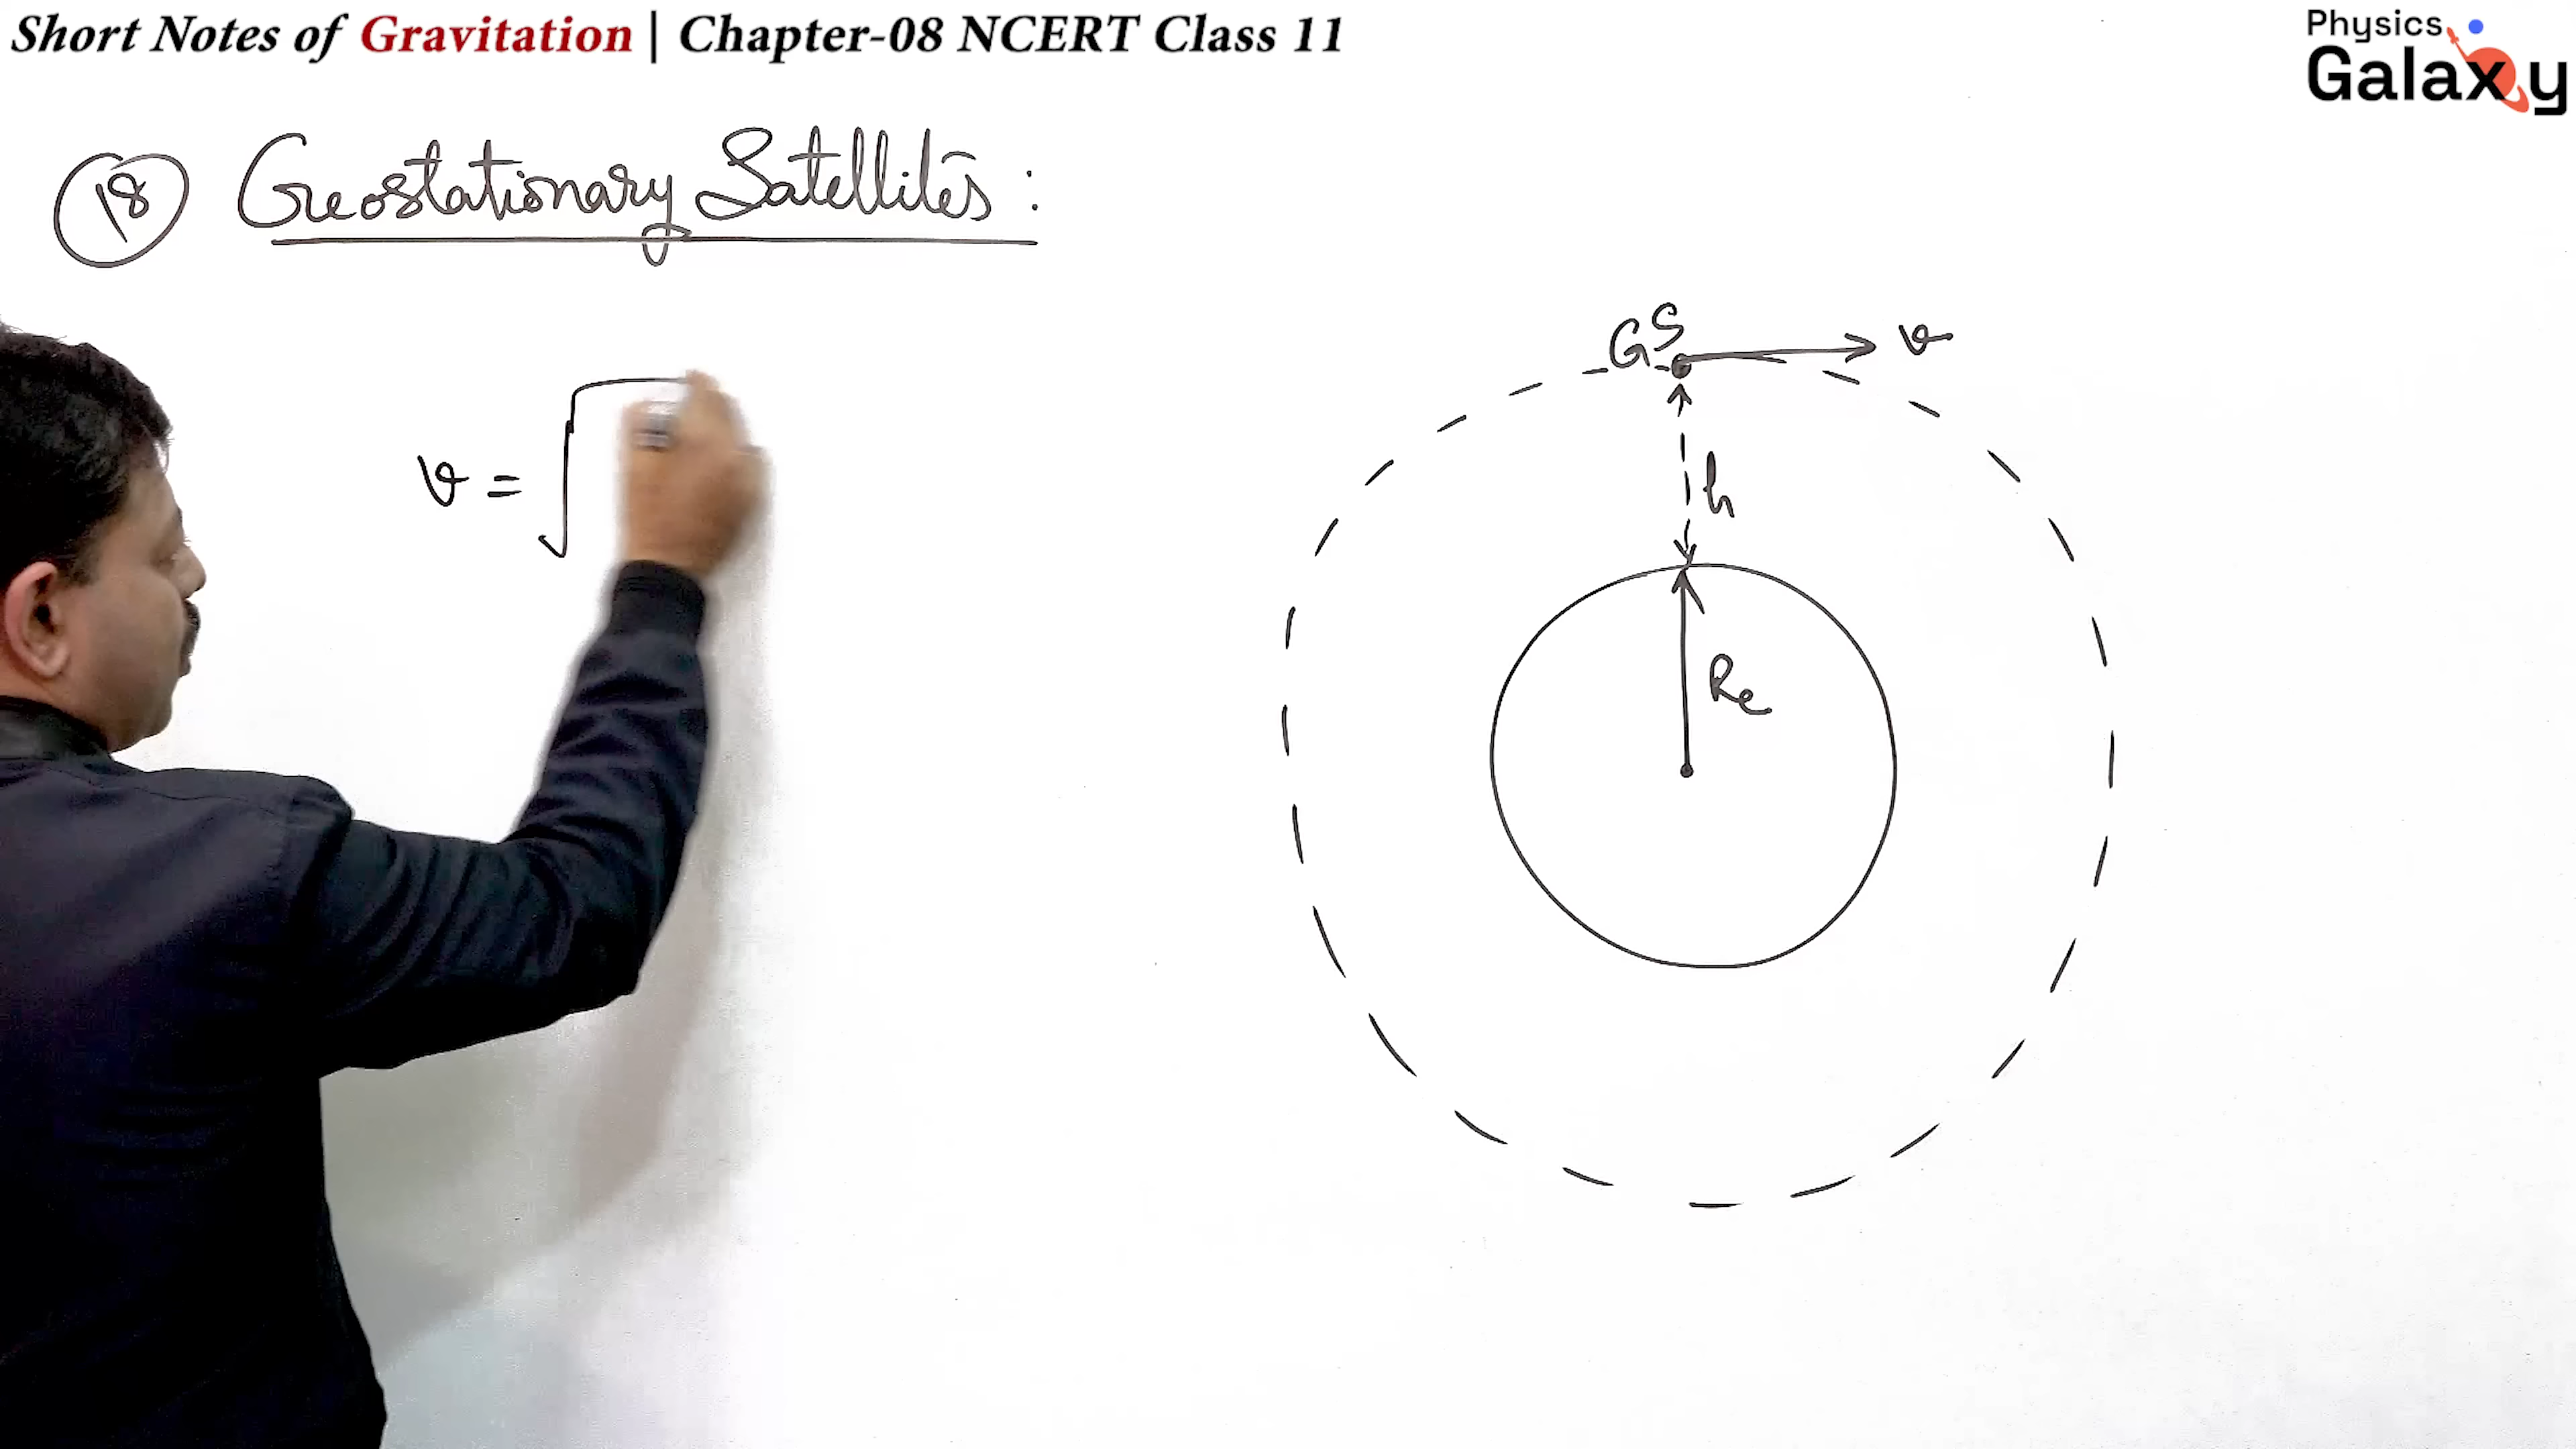 Short Notes of Gravitation | Chapter-08 NCERT Class 11
Physics
Galaxy
18 Geostationary Satellites :
GS v
v = √
h
Re